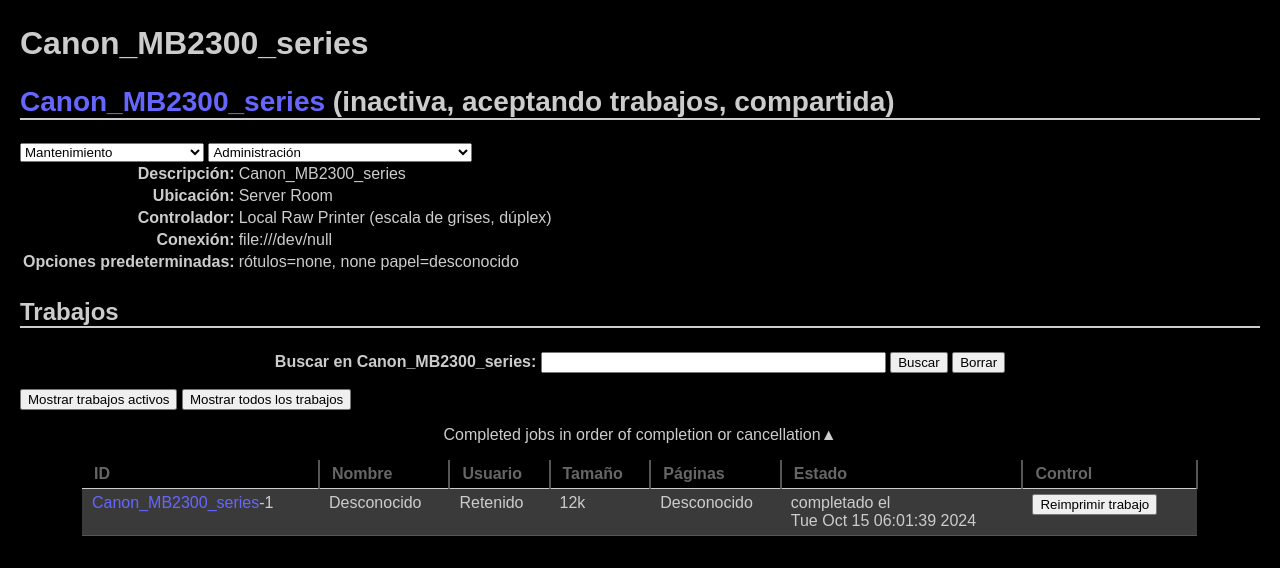 Canon_MB2300_series
Canon_MB2300_series (inactiva, aceptando trabajos, compartida)
Mantenimiento Administración
Descripción: Canon_MB2300_series
Ubicación: Server Room
Controlador: Local Raw Printer (escala de grises, dúplex)
Conexión: file:///dev/null
Opciones predeterminadas: rótulos=none, none papel=desconocido
Trabajos
Buscar en Canon_MB2300_series: Buscar Borrar
Mostrar trabajos activos Mostrar todos los trabajos
Completed jobs in order of completion or cancellation▲
ID Nombre Usuario Tamaño Páginas Estado Control
Canon_MB2300_series-1 Desconocido Retenido 12k Desconocido completado el Reimprimir trabajo
Tue Oct 15 06:01:39 2024